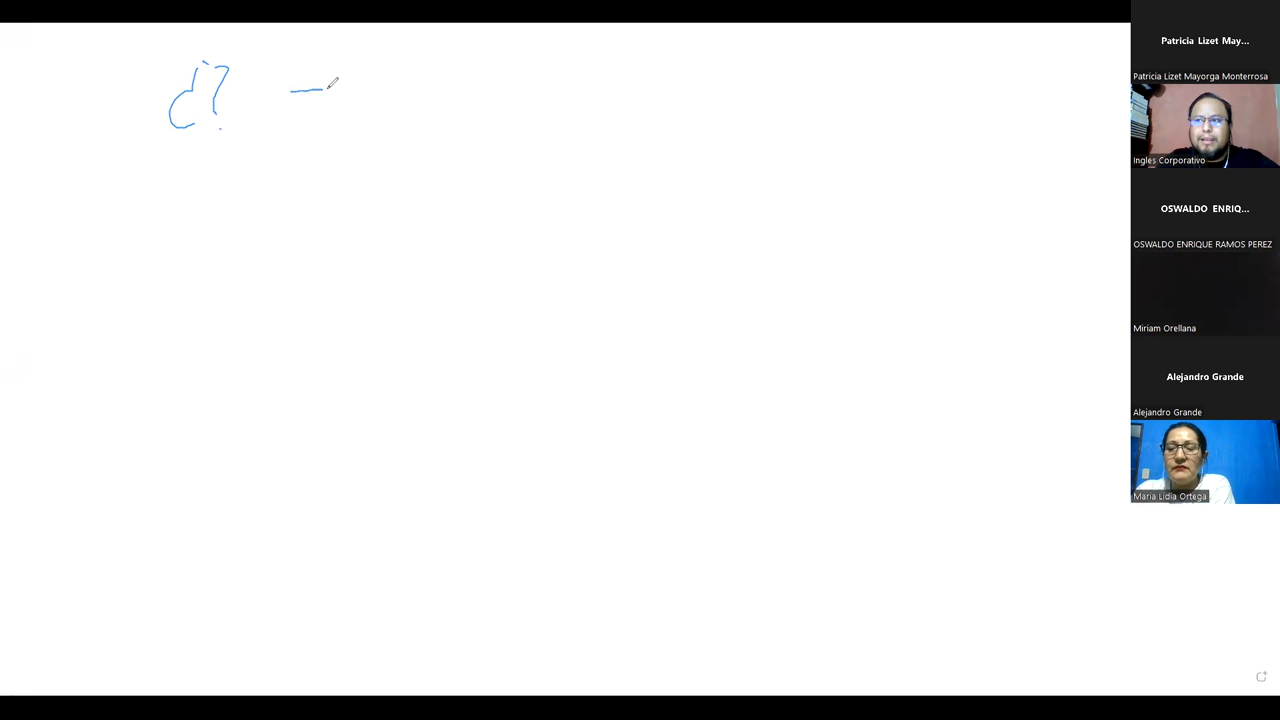 ¿? —
Patricia Lizet May...
Patricia Lizet Mayorga Monterrosa
Ingles Corporativo
OSWALDO ENRIQ...
OSWALDO ENRIQUE RAMOS PEREZ
Miriam Orellana
Alejandro Grande
Alejandro Grande
Maria Lidia Ortega